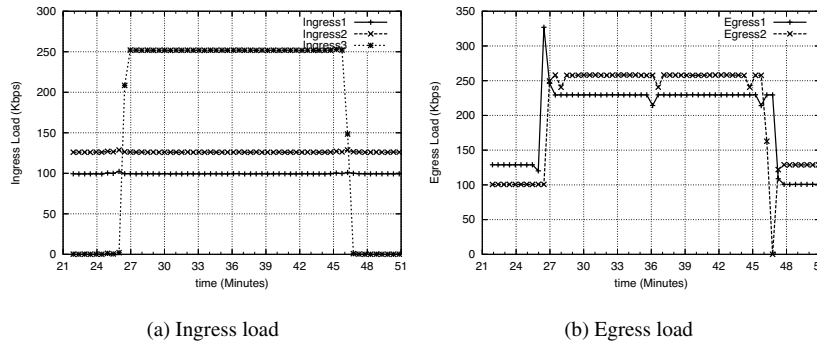 Ingress Load (Kbps)
300
250
200
150
100
50
0
Ingress1
Ingress2
Ingress3
21 24 27 30 33 36 39 42 45 48 51
time (Minutes)
(a) Ingress load
Egress Load (Kbps)
350
300
250
200
150
100
50
0
Egress1
Egress2
21 24 27 30 33 36 39 42 45 48
time (Minutes)
(b) Egress load